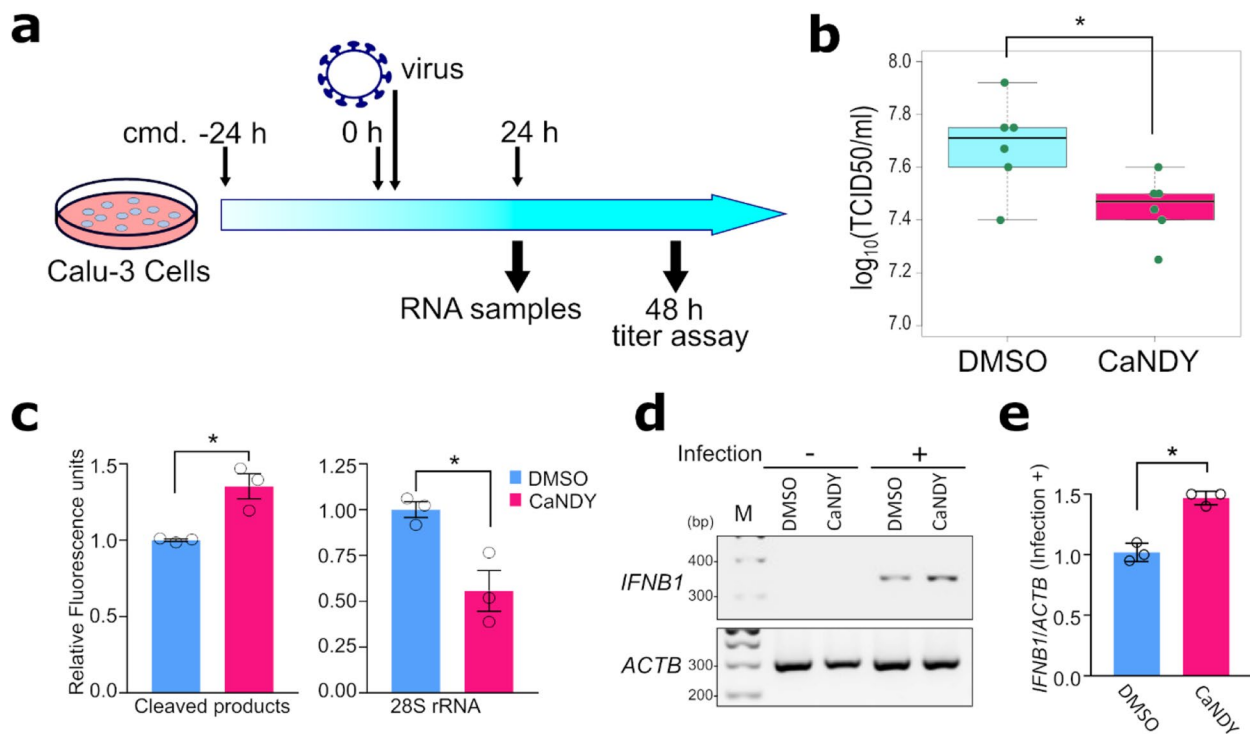 a
virus
cmd. -24 h
0 h
24 h
Calu-3 Cells
RNA samples
48 h
titer assay
b
*
log10(TCID50/ml)
8.0
7.8
7.6
7.4
7.2
7.0
DMSO
CaNDY
c
Relative Fluorescence units
1.5
1.0
0.5
0.0
*
Cleaved products
1.25
1.00
0.75
0.50
0.25
0.00
*
28S rRNA
DMSO
CaNDY
d
Infection - +
(bp)
M
DMSO
CaNDY
DMSO
CaNDY
IFNB1
400
300
ACTB
300
200
e
IFNB1/ACTB (Infection +)
1.5
1.0
0.5
0.0
*
DMSO
CaNDY